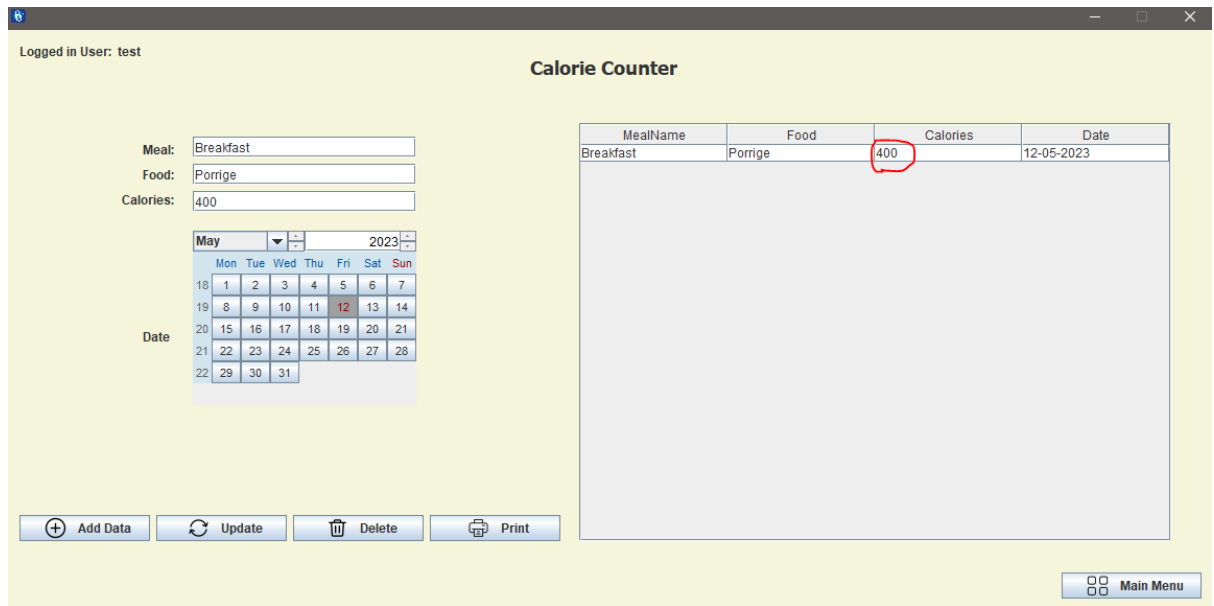 Logged in User: test
Calorie Counter
Meal: Breakfast
Food: Porrige
Calories: 400
May 2023
Mon Tue Wed Thu Fri Sat Sun
18 1 2 3 4 5 6 7
19 8 9 10 11 12 13 14
Date
20 15 16 17 18 19 20 21
21 22 23 24 25 26 27 28
22 29 30 31
MealName Food Calories Date
Breakfast Porrige 400 12-05-2023
Add Data Update Delete Print
Main Menu